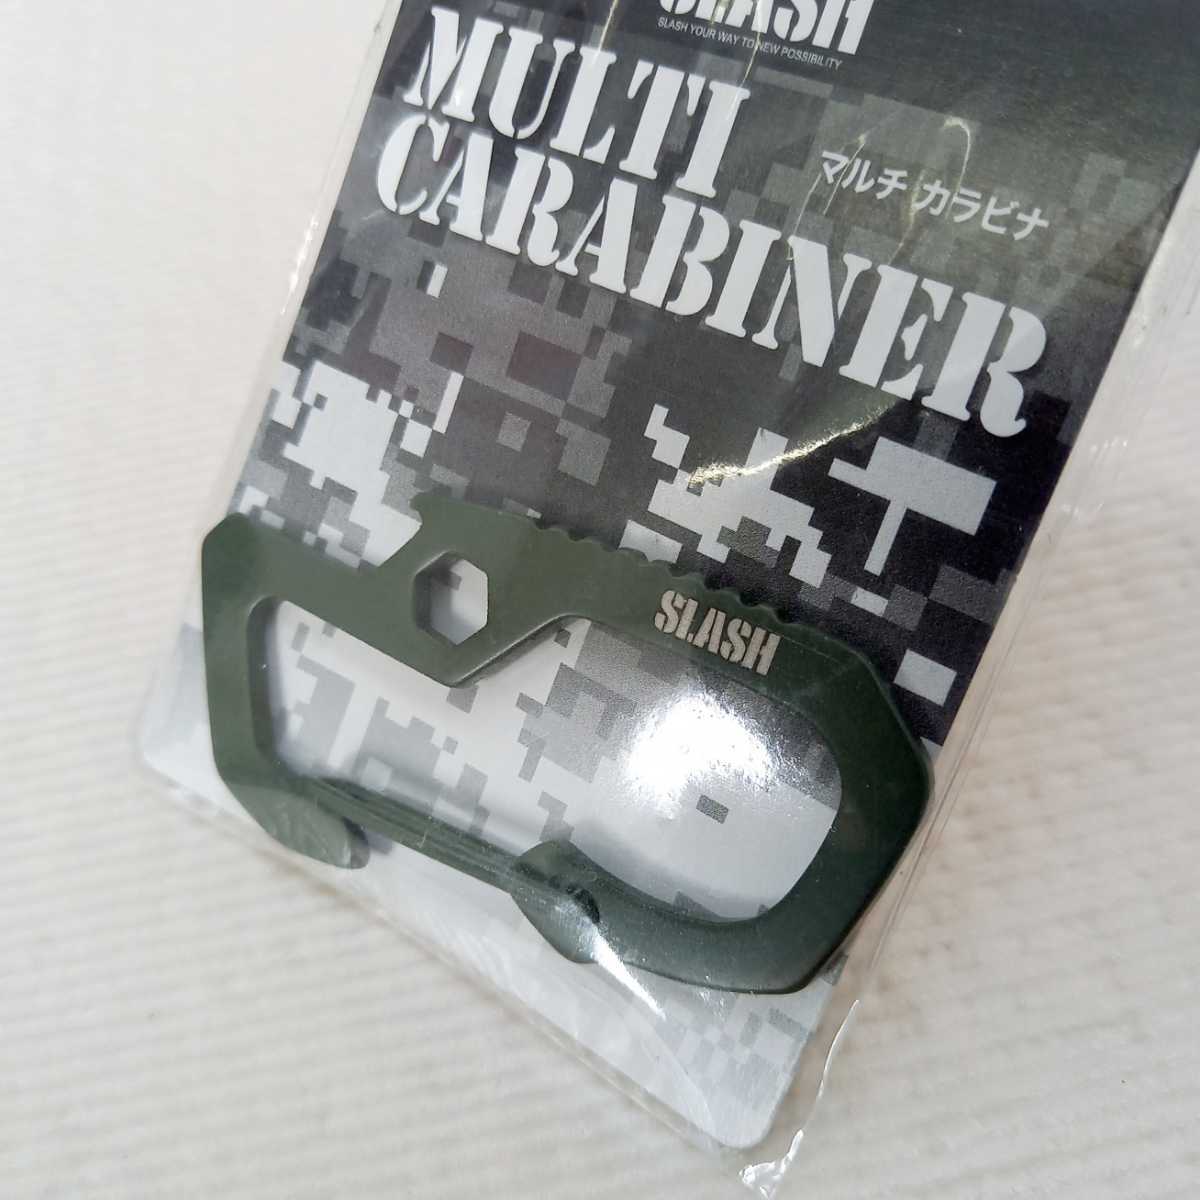 SLASH
SLASH YOUR WAY TO NEW POSSIBILITY
MULTI
CARABINER
マルチ カラビナ
SLASH